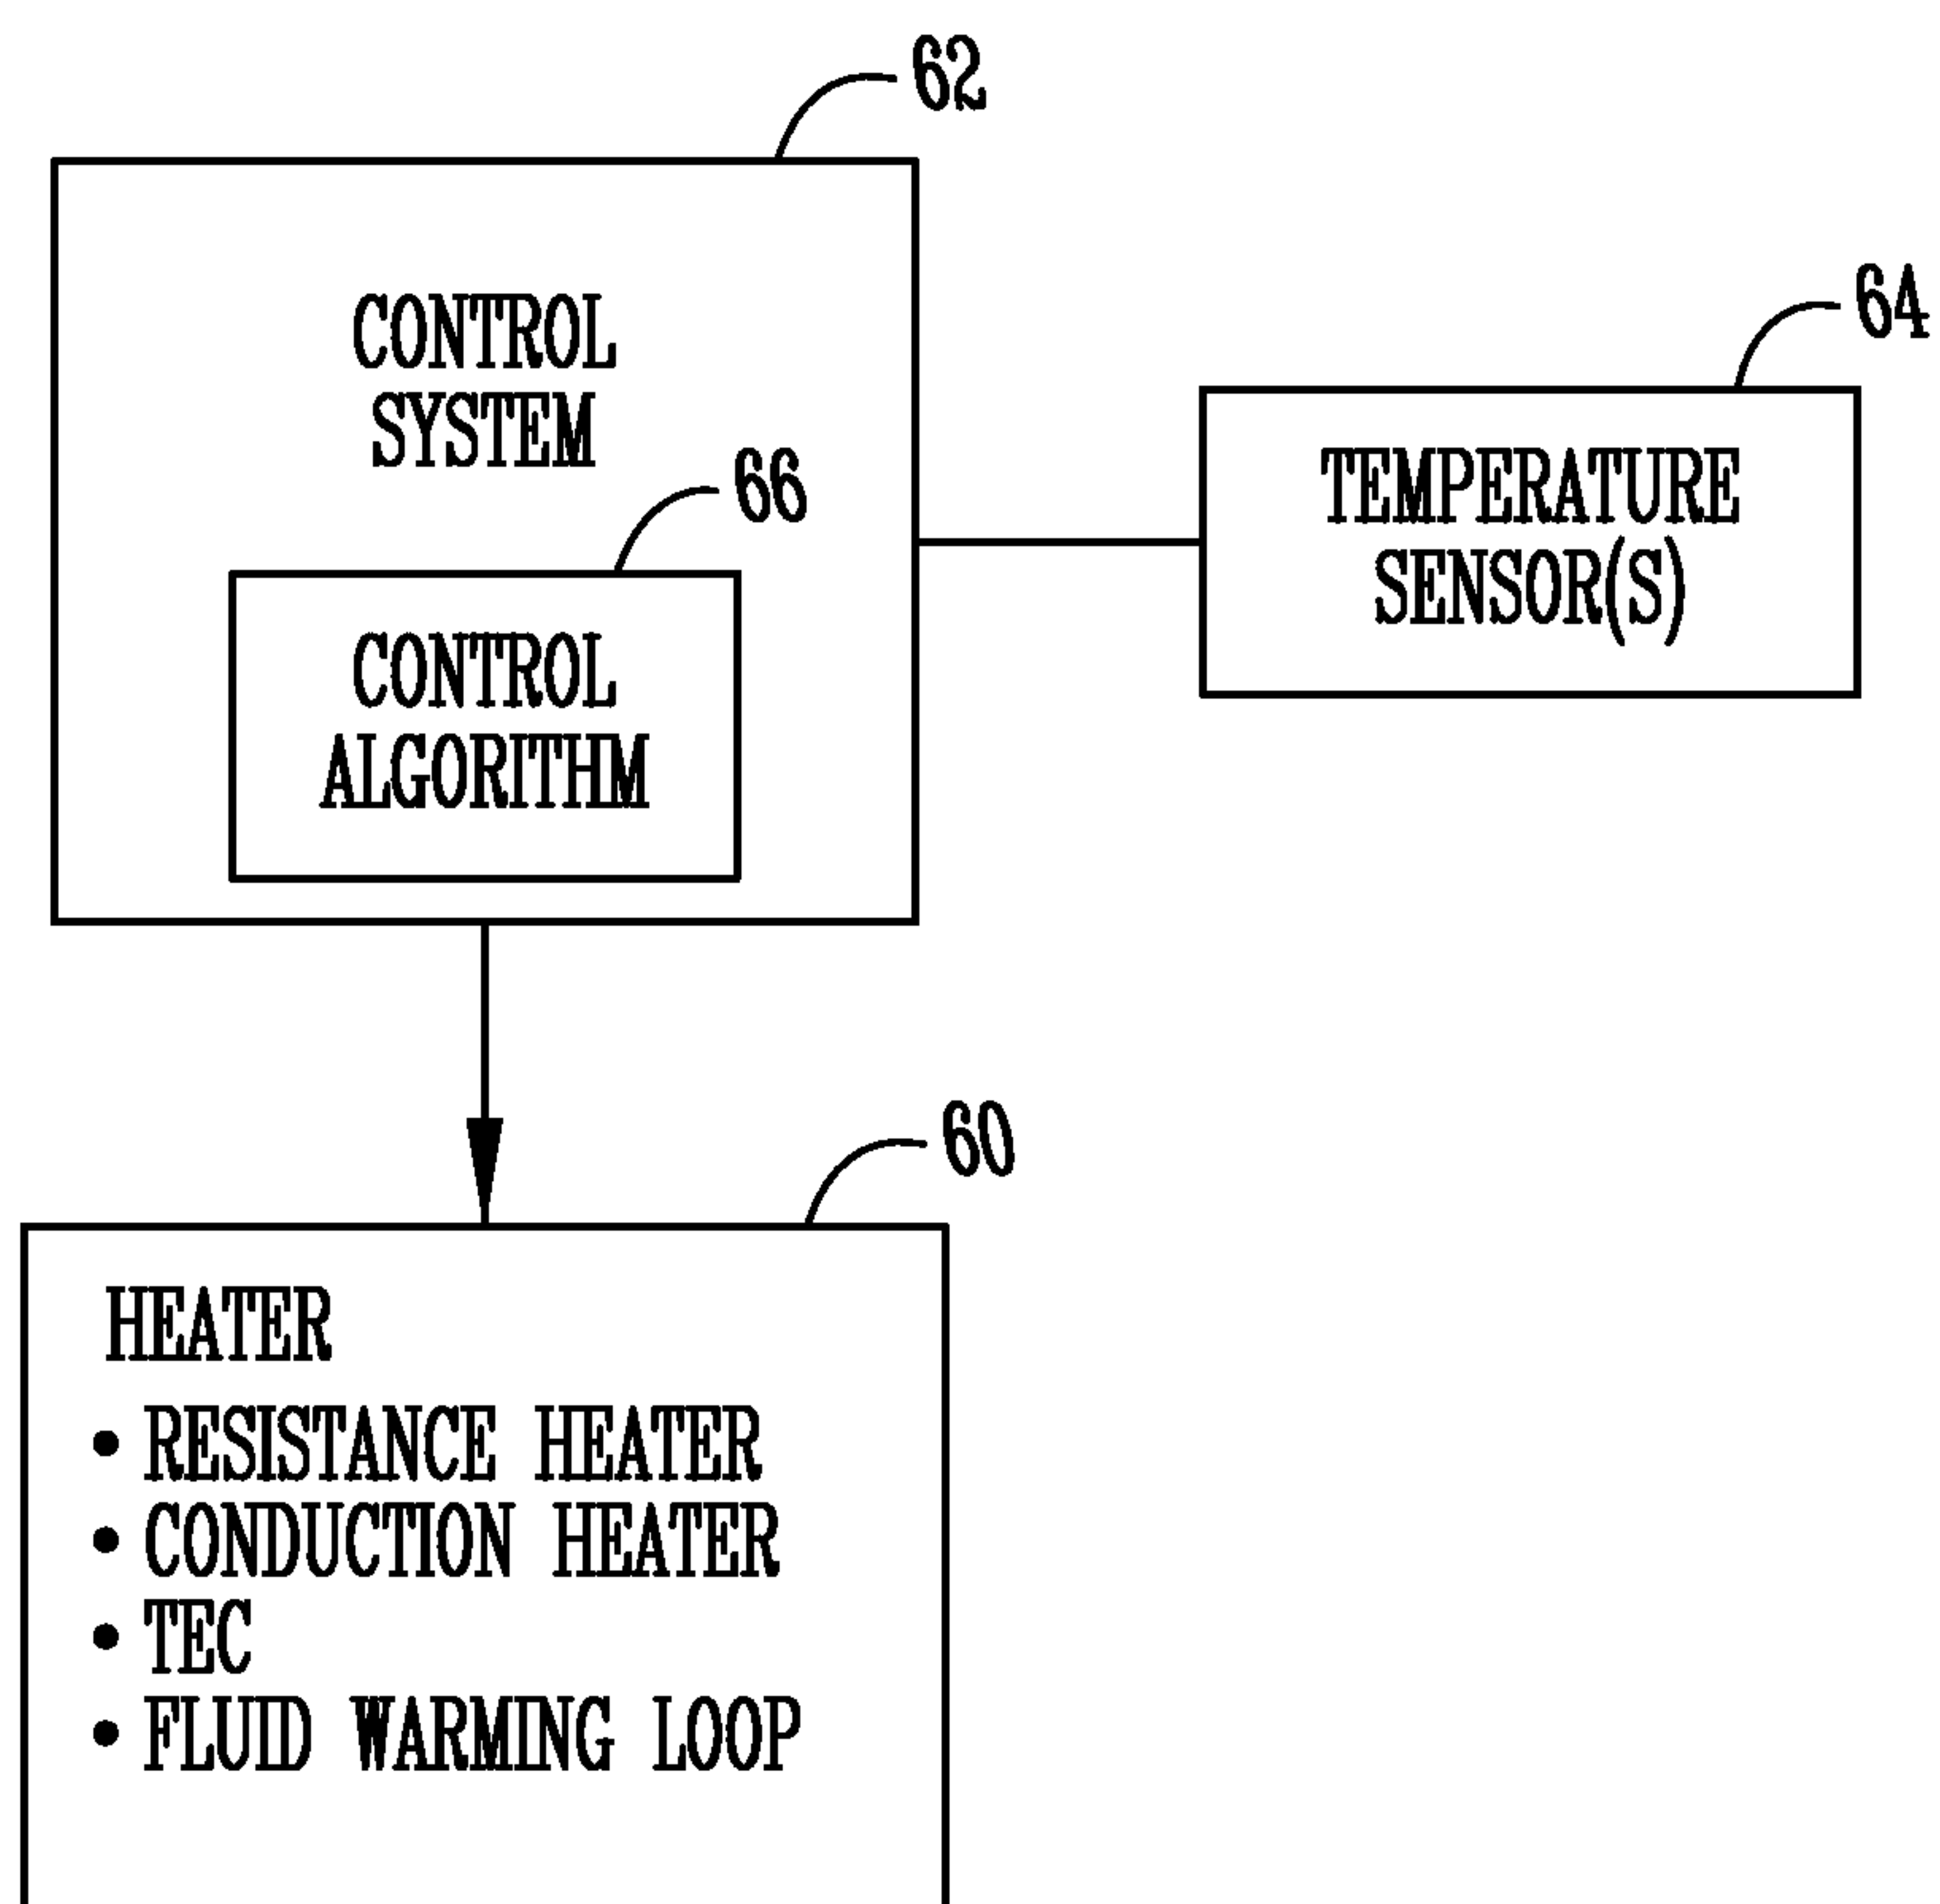 62
CONTROL
SYSTEM
66
CONTROL
ALGORITHM
64
TEMPERATURE
SENSOR(S)
60
HEATER
• RESISTANCE HEATER
• CONDUCTION HEATER
• TEC
• FLUID WARMING LOOP